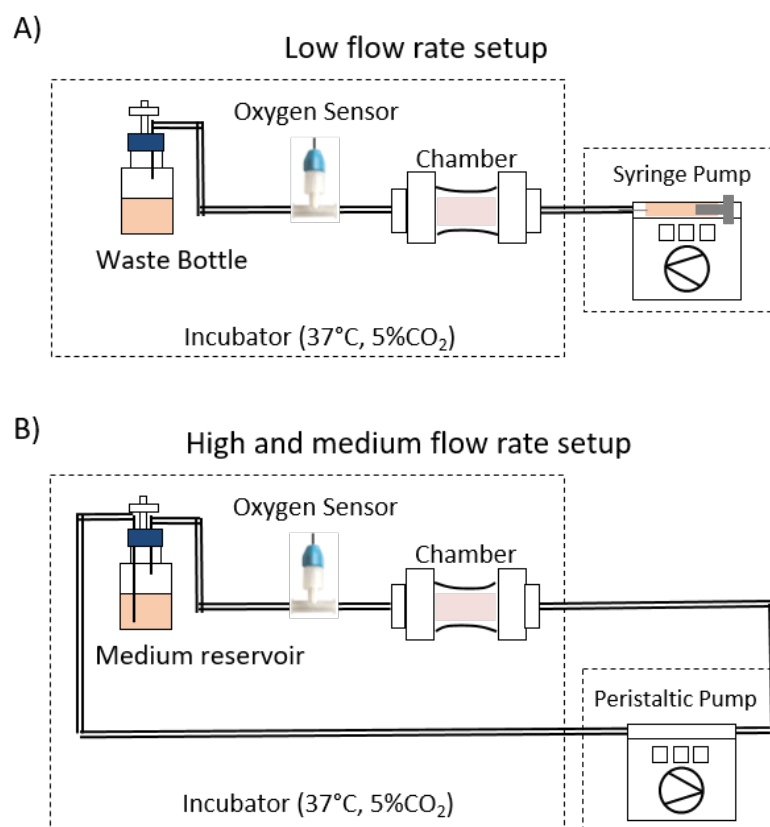 A)
Low flow rate setup
Oxygen Sensor
Chamber
Syringe Pump
Waste Bottle
Incubator (37°C, 5%CO₂)
B)
High and medium flow rate setup
Oxygen Sensor
Chamber
Medium reservoir
Peristaltic Pump
Incubator (37°C, 5%CO₂)